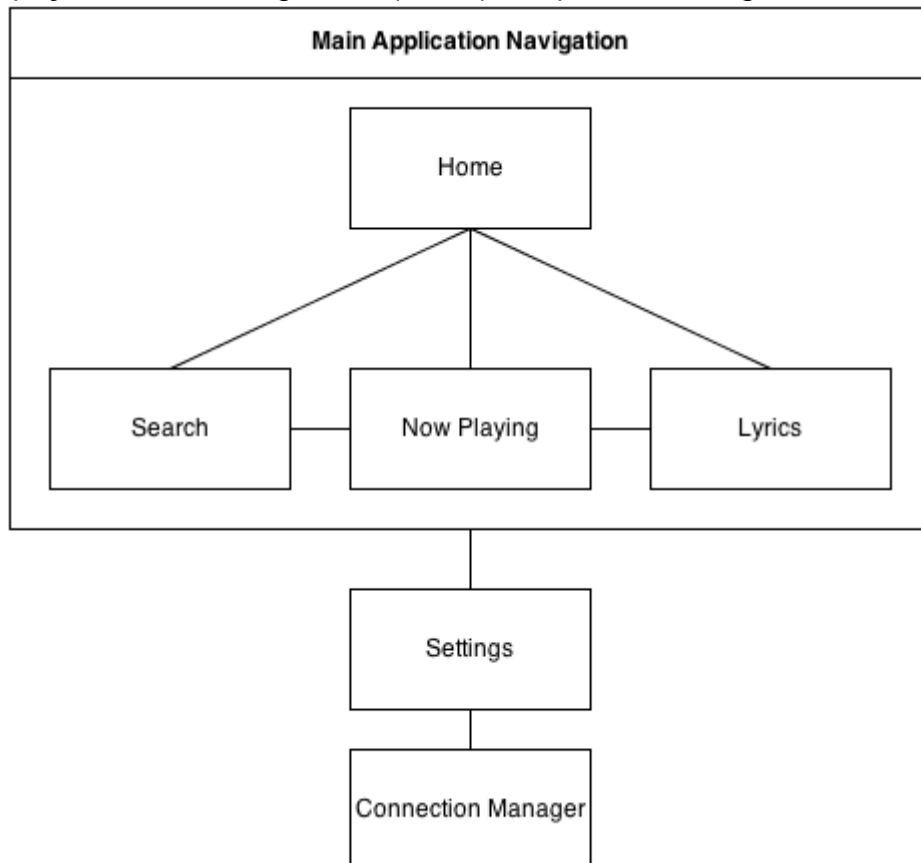 Main Application Navigation
Home
Search
Now Playing
Lyrics
Settings
Connection Manager